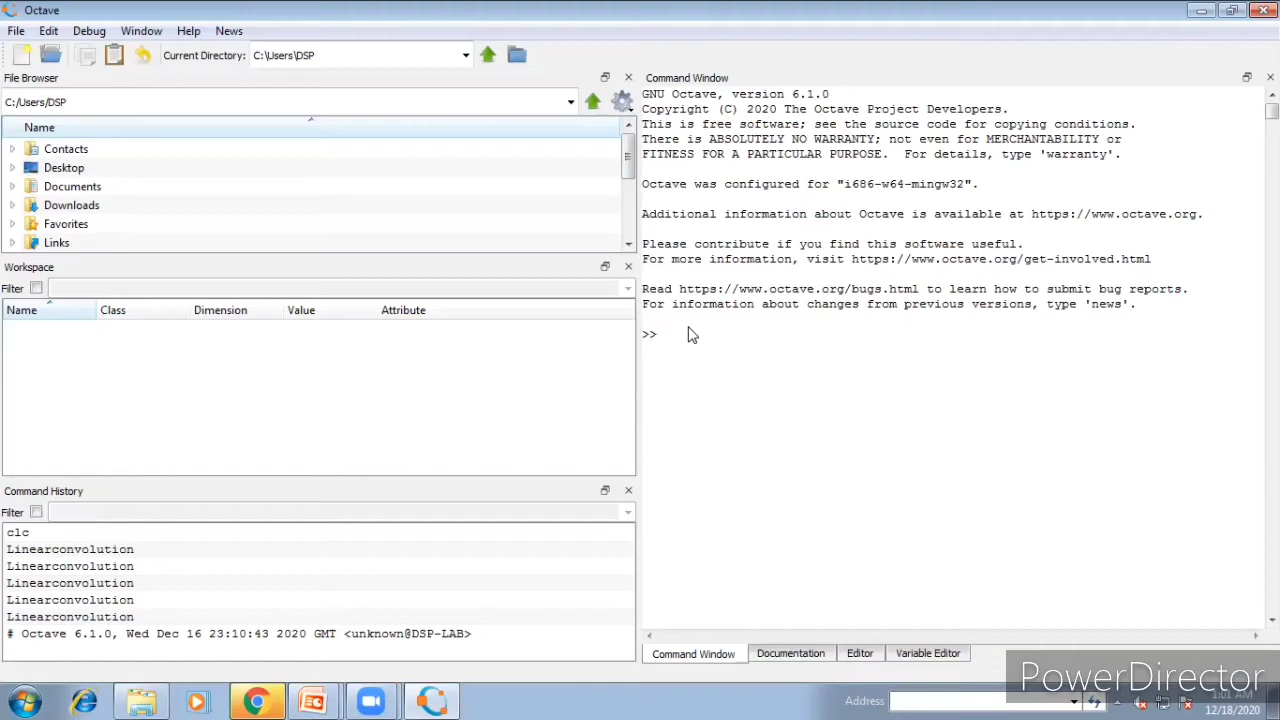 Octave
File Edit Debug Window Help News
Current Directory: C:\Users\DSP
File Browser
C:/Users/DSP
Name
Contacts
Desktop
Documents
Downloads
Favorites
Links
Workspace
Filter
Name Class Dimension Value Attribute
Command History
Filter
clc
Linearconvolution
Linearconvolution
Linearconvolution
Linearconvolution
Linearconvolution
# Octave 6.1.0, Wed Dec 16 23:10:43 2020 GMT <unknown@DSP-LAB>
Command Window
GNU Octave, version 6.1.0
Copyright (C) 2020 The Octave Project Developers.
This is free software; see the source code for copying conditions.
There is ABSOLUTELY NO WARRANTY; not even for MERCHANTABILITY or
FITNESS FOR A PARTICULAR PURPOSE.  For details, type 'warranty'.
Octave was configured for "i686-w64-mingw32".
Additional information about Octave is available at https://www.octave.org.
Please contribute if you find this software useful.
For more information, visit https://www.octave.org/get-involved.html
Read https://www.octave.org/bugs.html to learn how to submit bug reports.
For information about changes from previous versions, type 'news'.
>>
Command Window Documentation Editor Variable Editor
PowerDirector
Address
1:01 AM
12/18/2020